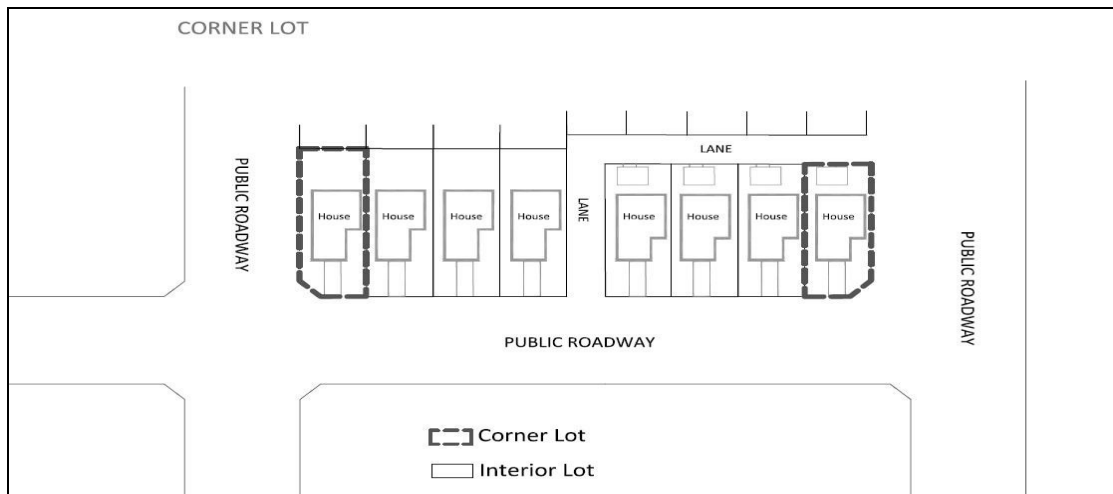 CORNER LOT
LANE
PUBLIC ROADWAY
House
House
House
House
LANE
House
House
House
House
PUBLIC ROADWAY
PUBLIC ROADWAY
Corner Lot
Interior Lot